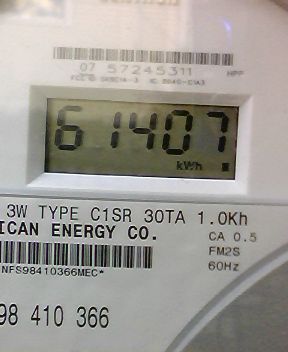 07 57245311 HPP
61407
kWh
3W TYPE C1SR 30TA 1.0Kh
ICAN ENERGY CO.
CA 0.5
FM2S
NFS98410366MEC*
60Hz
98 410 366